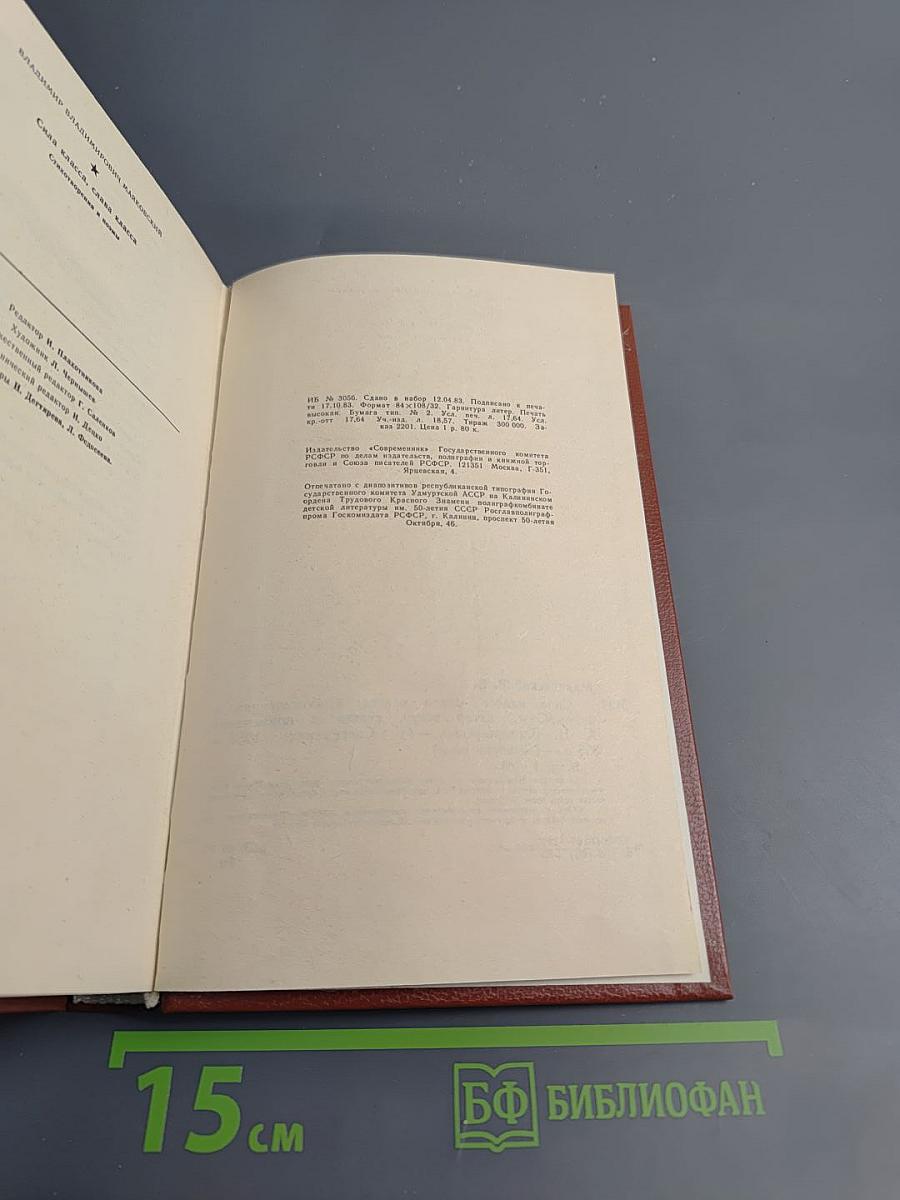 ВЛАДИМИР ВЛАДИМИРОВИЧ МАЯКОВСКИЙ
Сила класса, слава класса
Стихотворения и поэмы
Редактор И. Плахотникова
Художник Л. Чернышев
редактор Г. Саленков
редактор Н. Децко
И. Дегтярева, Л. Федосеева.
ИБ № 3056. Сдано в набор 12.04.83. Подписано к печа-
ти 17.10.83. Формат 84×108/32. Гарнитура литер. Печать
высокая. Бумага тип. № 2. Усл. печ. л. 17,64. Усл.
кр.-отт 17,64 Уч.-изд. л. 18,57. Тираж 300 000. За-
каз 2201. Цена 1 р. 80 к.
Издательство «Современник» Государственного комитета
РСФСР по делам издательств, полиграфии и книжной тор-
говли и Союза писателей РСФСР. 121351 Москва, Г-351,
Ярцевская, 4.
Отпечатано с диапозитивов республиканской типографии Го-
сударственного комитета Удмуртской АССР на Калининском
ордена Трудового Красного Знамени полиграфкомбинате
детской литературы им. 50-летия СССР Росглавполиграф-
прома Госкомиздата РСФСР, г. Калинин, проспект 50-летия
Октября, 46.
15 см
БФ БИБЛИОФАН